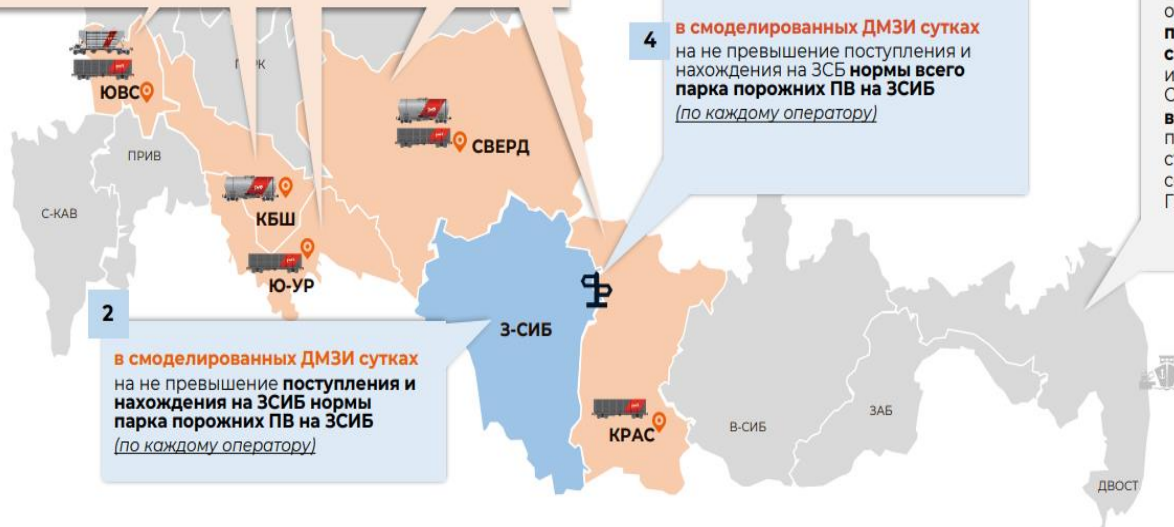 4
в смоделированных ДМЗИ сутках
на не превышение поступления и
нахождения на ЗСБ нормы всего
парка порожних ПВ на ЗСИБ
(по каждому оператору)
ЮВС
ПРИВ
С-КАВ
КБШ
Ю-УР
СВЕРД
2
в смоделированных ДМЗИ сутках
на не превышение поступления и
нахождения на ЗСИБ нормы
парка порожних ПВ на ЗСИБ
(по каждому оператору)
З-СИБ
КРАС
В-СИБ
ЗАБ
ДВОСТ